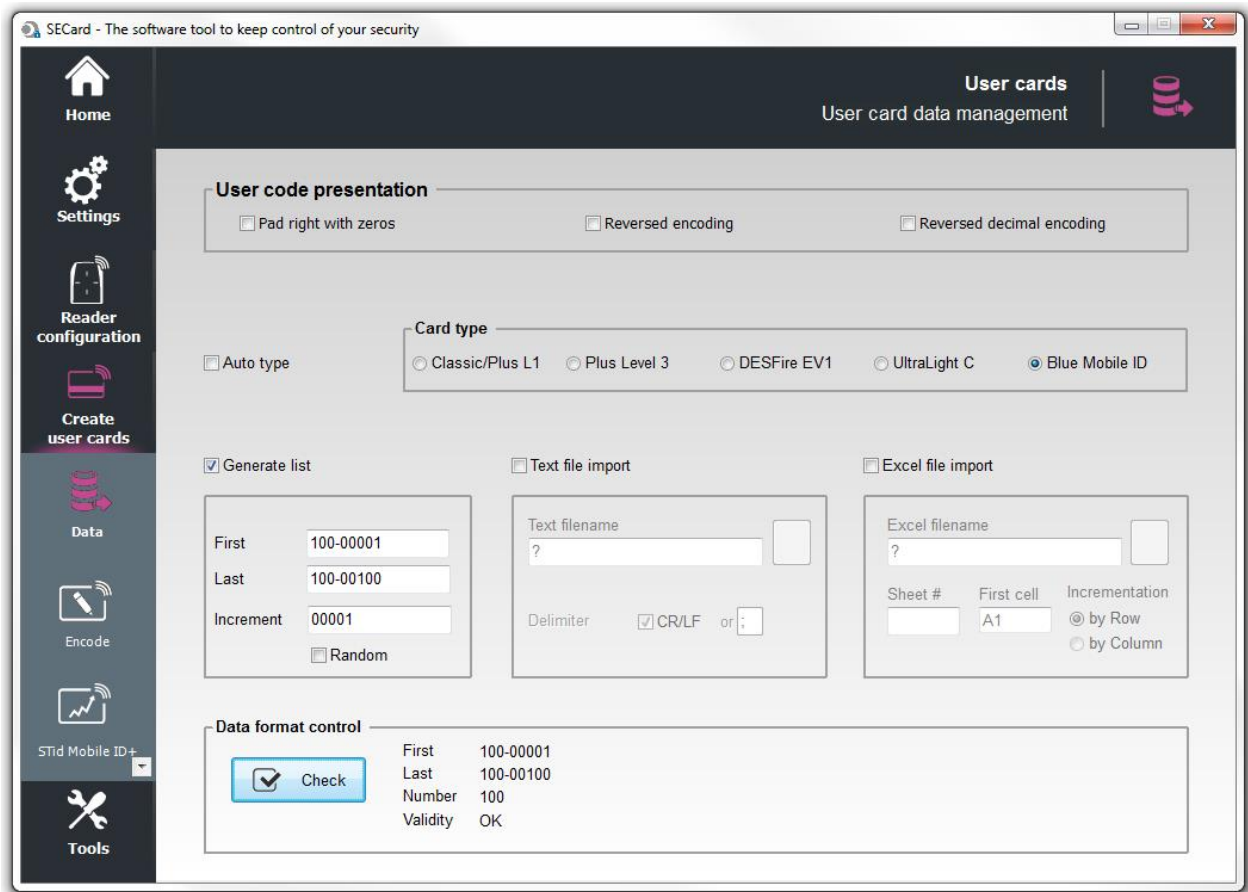 SECard - The software tool to keep control of your security
Home
Settings
Reader
configuration
Create
user cards
Data
Encode
STid Mobile ID+
Tools
User cards
User card data management
User code presentation
Pad right with zeros
Reversed encoding
Reversed decimal encoding
Auto type
Card type
Classic/Plus L1
Plus Level 3
DESFire EV1
UltraLight C
Blue Mobile ID
Generate list
First 100-00001
Last 100-00100
Increment 00001
Random
Text file import
Text filename
?
Delimiter CR/LF or ;
Excel file import
Excel filename
?
Sheet # First cell Incrementation
A1 by Row
by Column
Data format control
Check
First 100-00001
Last 100-00100
Number 100
Validity OK